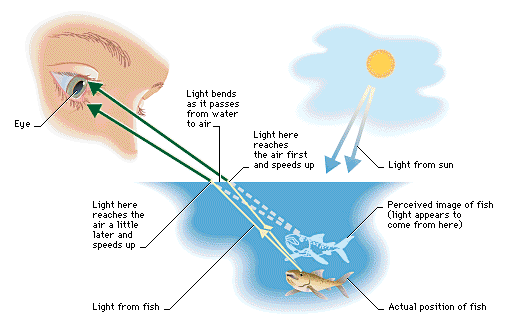 Light bends
as it passes
from water
to air
Eye
Light here
reaches
the air first
and speeds up
Light from sun
Light here
reaches the
air a little
later and
speeds up
Perceived image of fish
(light appears to
come from here)
Light from fish
Actual position of fish